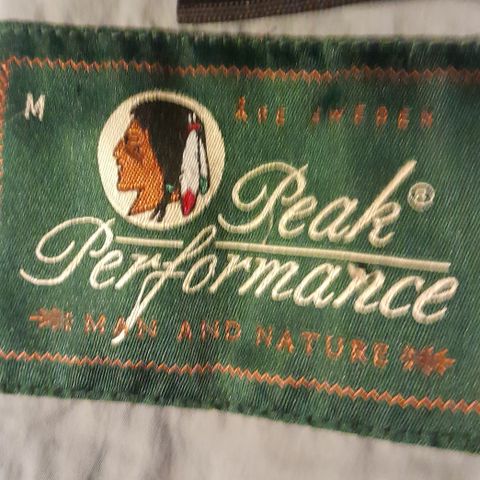 M
ÅRE SWEDEN
Peak®
Performance
MAN AND NATURE